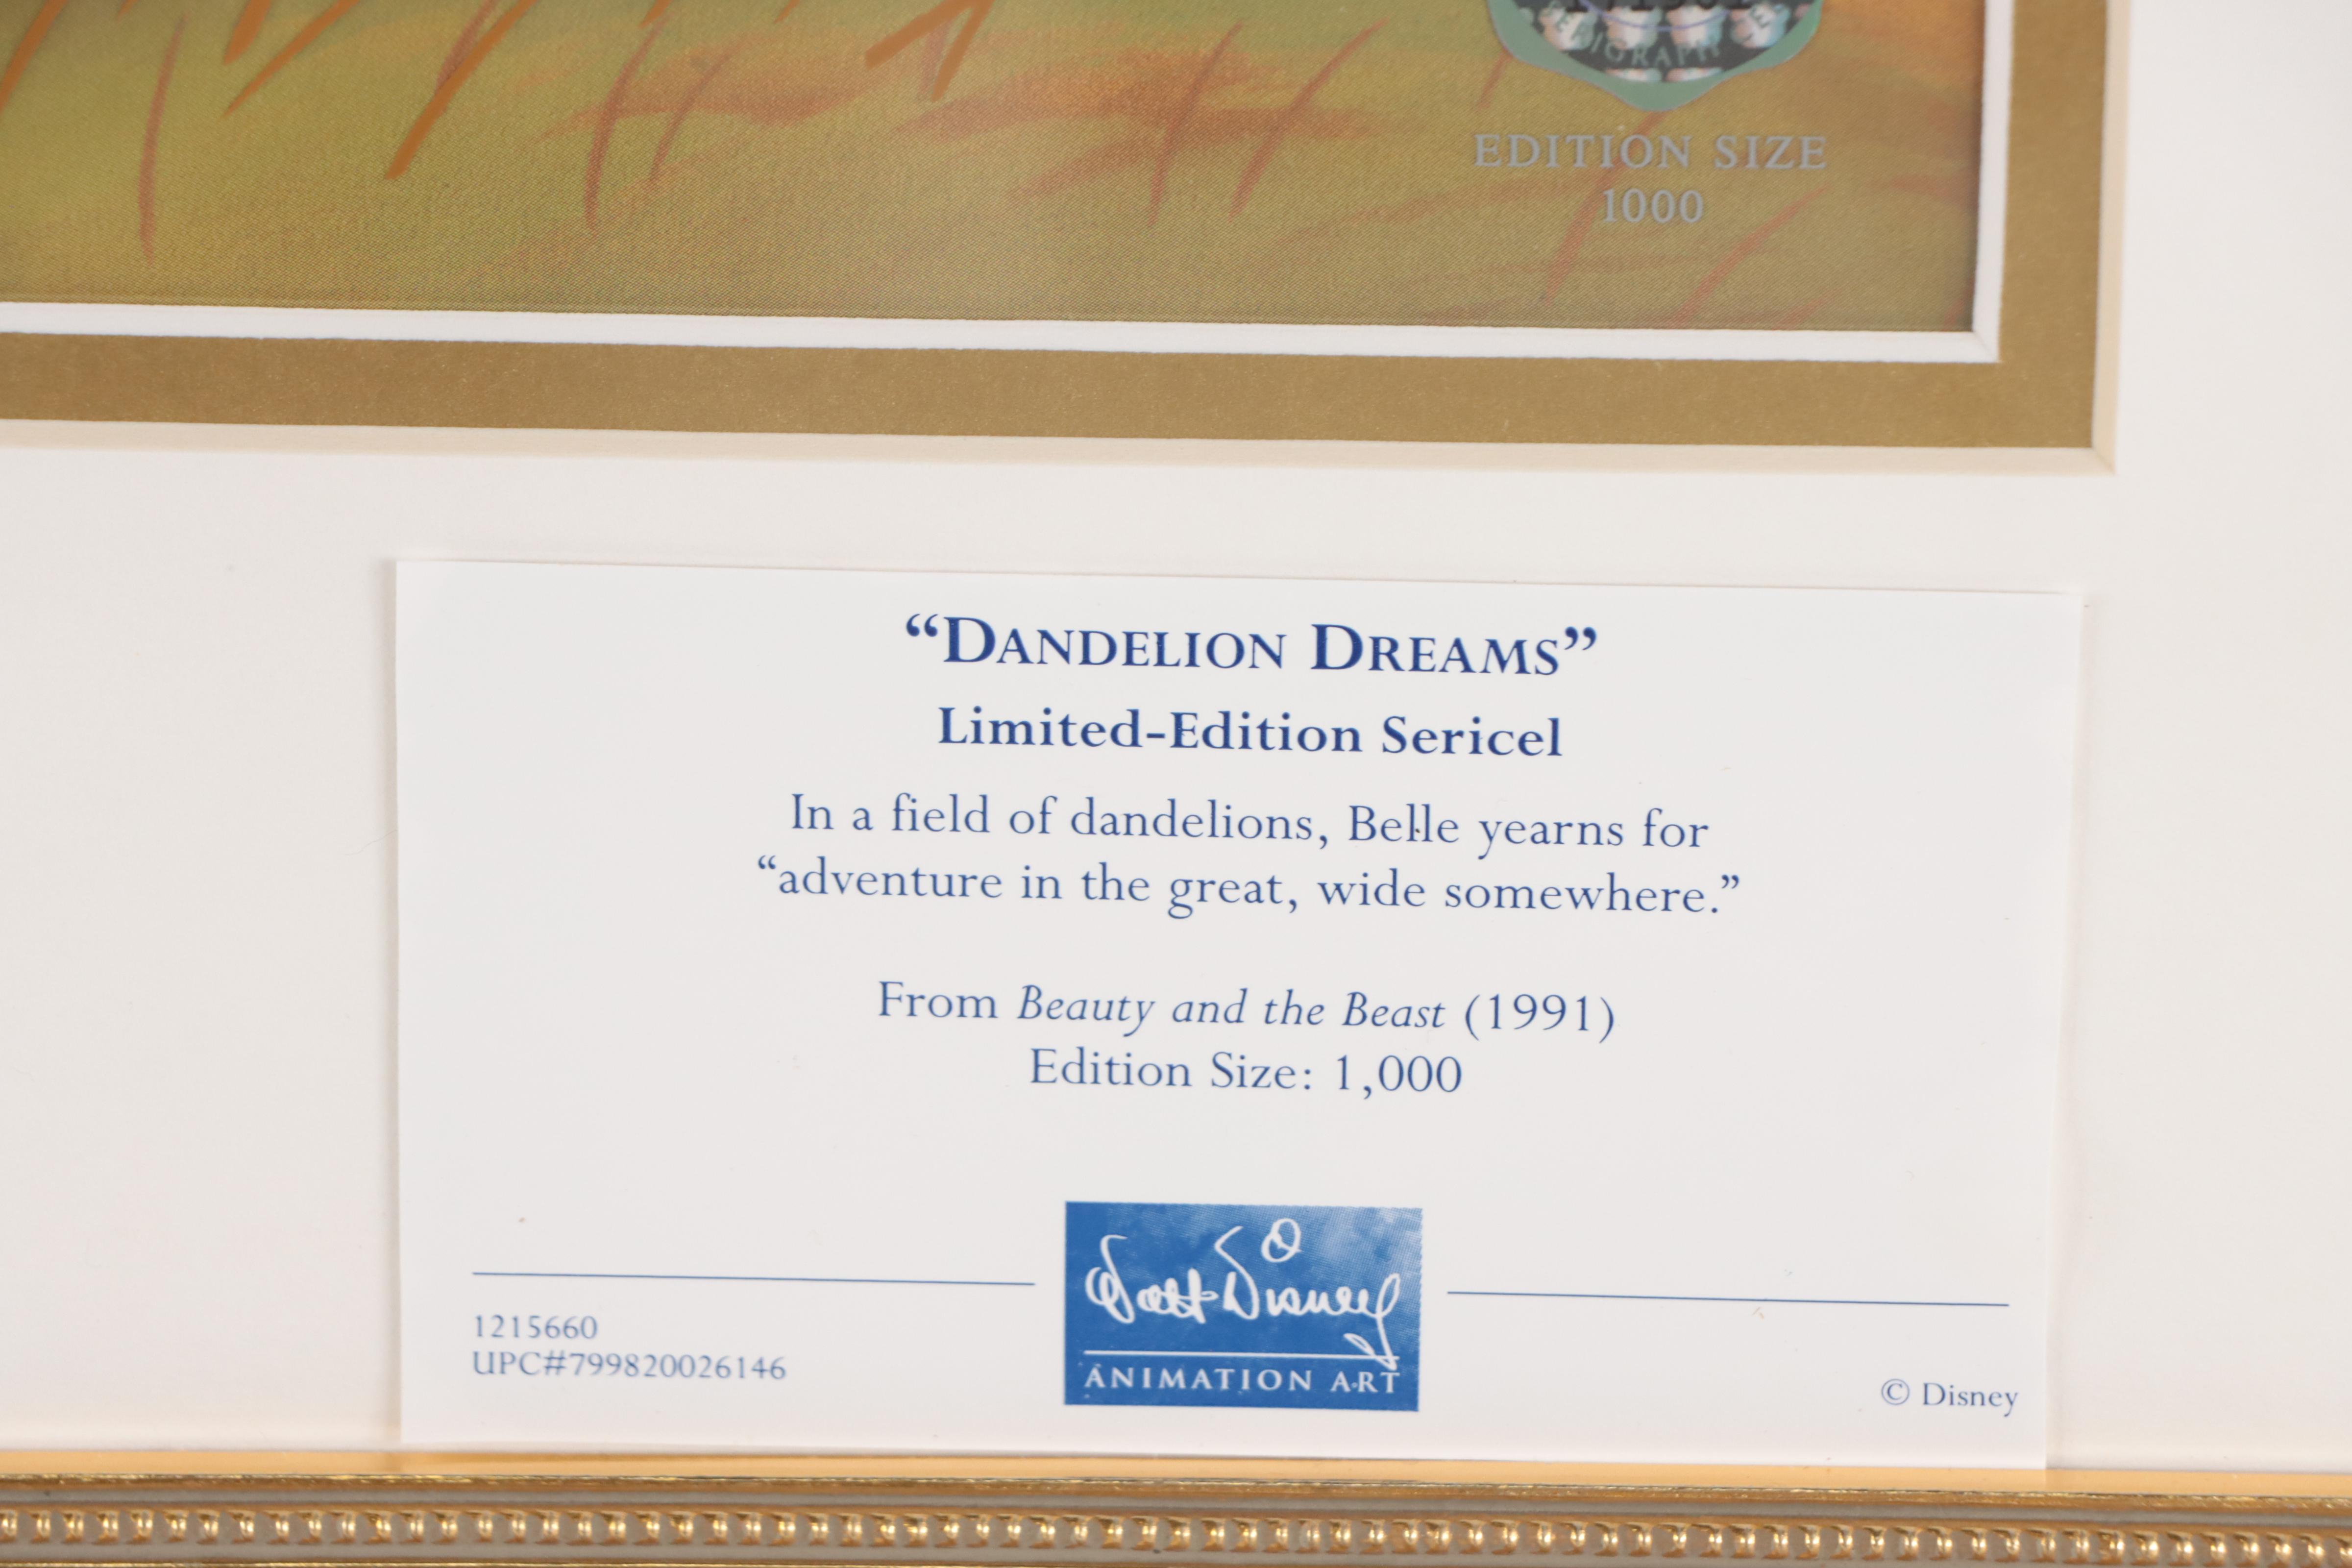 EDITION SIZE
1000
“DANDELION DREAMS”
Limited-Edition Sericel
In a field of dandelions, Belle yearns for
“adventure in the great, wide somewhere.”
From Beauty and the Beast (1991)
Edition Size: 1,000
Walt Disney
ANIMATION ART
1215660
UPC#799820026146
© Disney